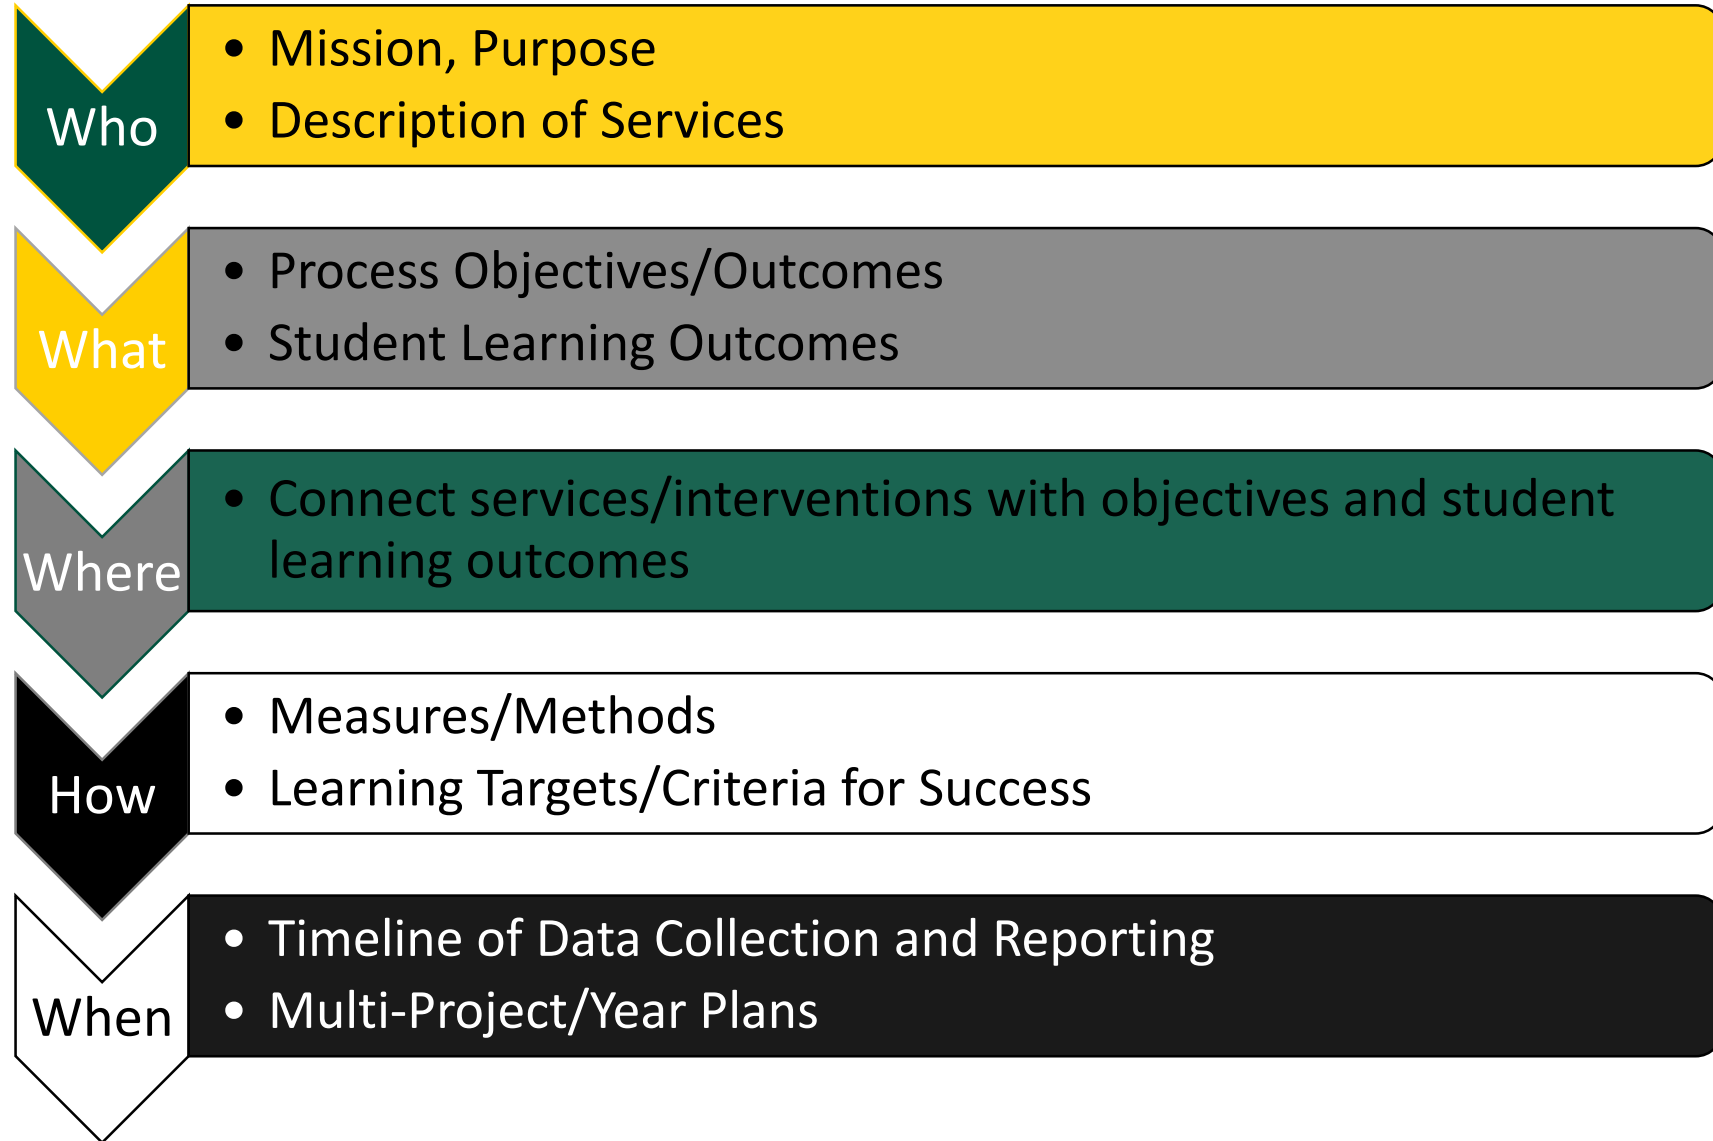 Who
• Mission, Purpose
• Description of Services
What
• Process Objectives/Outcomes
• Student Learning Outcomes
Where
• Connect services/interventions with objectives and student
learning outcomes
How
• Measures/Methods
• Learning Targets/Criteria for Success
When
• Timeline of Data Collection and Reporting
• Multi-Project/Year Plans